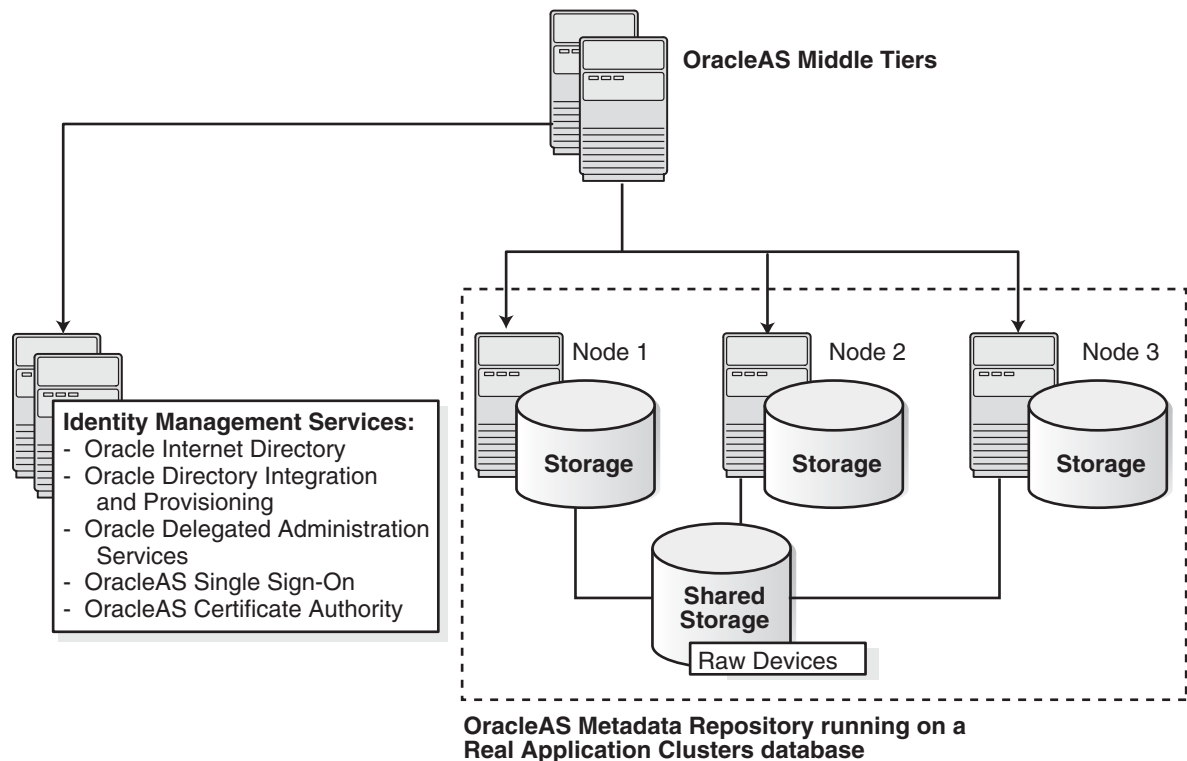 OracleAS Middle Tiers
Node 1
Node 2
Node 3
Storage
Storage
Storage
Identity Management Services:
- Oracle Internet Directory
- Oracle Directory Integration
and Provisioning
- Oracle Delegated Administration
Services
- OracleAS Single Sign-On
- OracleAS Certificate Authority
Shared
Storage
Raw Devices
OracleAS Metadata Repository running on a
Real Application Clusters database